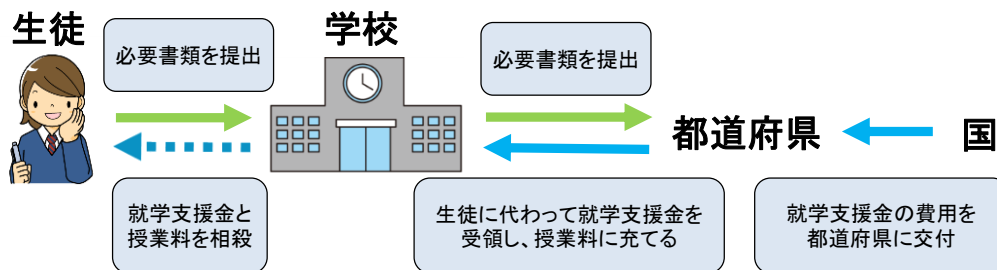 生徒
必要書類を提出
学校
必要書類を提出
都道府県
国
就学支援金と
授業料を相殺
生徒に代わって就学支援金を
受領し、授業料に充てる
就学支援金の費用を
都道府県に交付